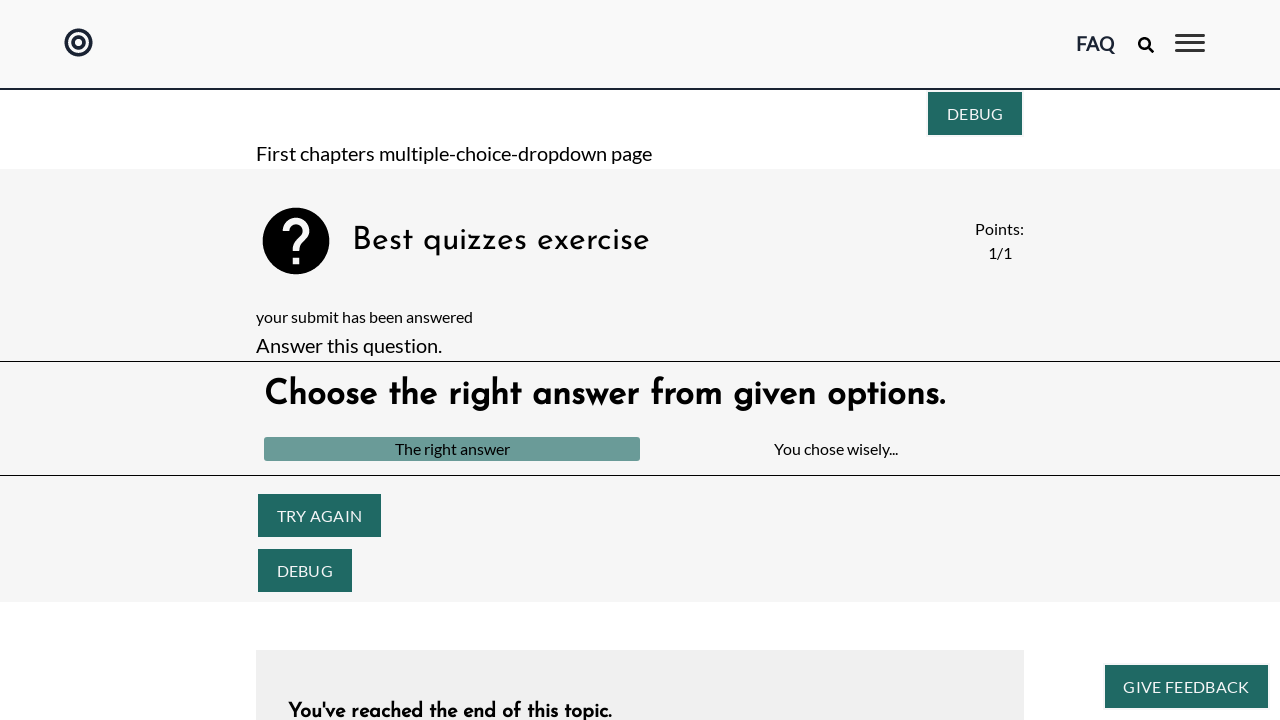 FAQ
DEBUG
First chapters multiple-choice-dropdown page
Best quizzes exercise
Points:
1/1
your submit has been answered
Answer this question.
Choose the right answer from given options.
The right answer
You chose wisely...
TRY AGAIN
DEBUG
You've reached the end of this topic.
GIVE FEEDBACK